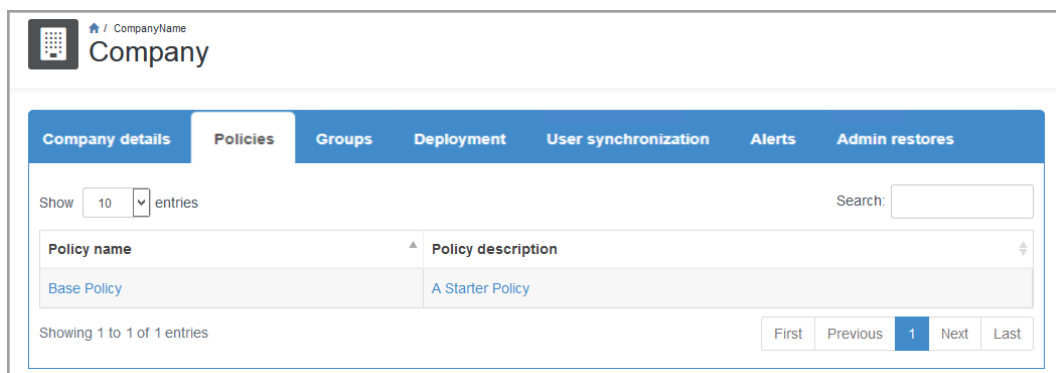 / CompanyName
Company
Company details Policies Groups Deployment User synchronization Alerts Admin restores
Show 10 entries Search:
Policy name Policy description
Base Policy A Starter Policy
Showing 1 to 1 of 1 entries First Previous 1 Next Last